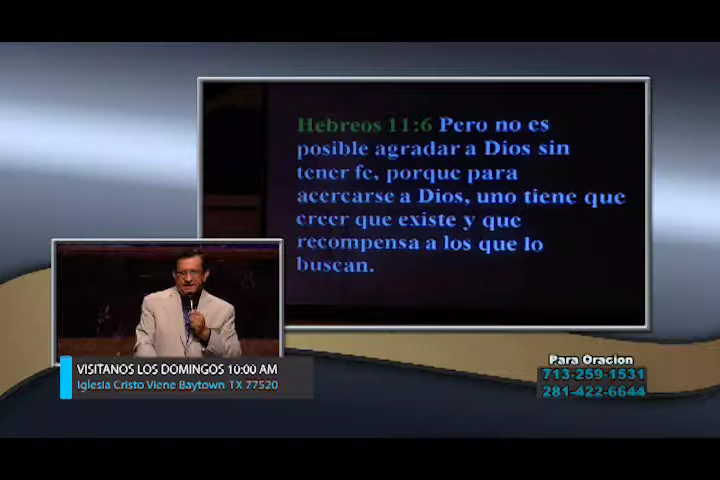 Hebreos 11:6 Pero no es
posible agradar a Dios sin
tener fe, porque para
acercarse a Dios, uno tiene que
creer que existe y que
recompensa a los que lo
buscan.
VISITANOS LOS DOMINGOS 10:00 AM
Iglesia Cristo Viene Baytown TX 77520
Para Oracion
713-259-1531
281-422-6644